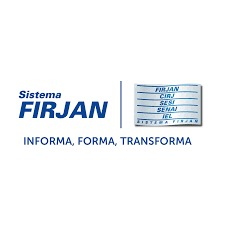 Sistema
FIRJAN
FIRJAN
CIRJ
SESI
SENAI
IEL
SISTEMA FIRJAN
INFORMA, FORMA, TRANSFORMA